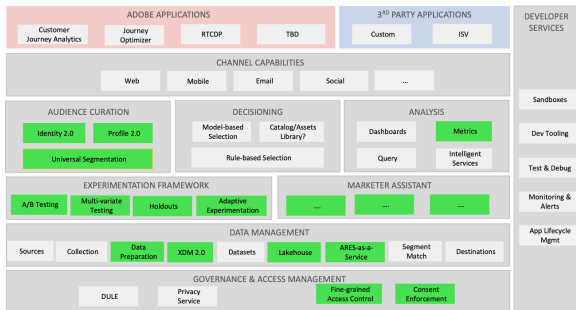 ADOBE APPLICATIONS
3RD PARTY APPLICATIONS
DEVELOPER
SERVICES
Customer
Journey Analytics
Journey
Optimizer
RTCDP
TBD
Custom
ISV
CHANNEL CAPABILITIES
Web
Mobile
Email
Social
...
AUDIENCE CURATION
DECISIONING
ANALYSIS
Identity 2.0
Profile 2.0
Universal Segmentation
Model-based
Selection
Catalog/Assets
Library?
Rule-based Selection
Dashboards
Metrics
Query
Intelligent
Services
EXPERIMENTATION FRAMEWORK
MARKETER ASSISTANT
A/B Testing
Multi-variate
Testing
Holdouts
Adaptive
Experimentation
....
....
....
DATA MANAGEMENT
Sources
Collection
Data
Preparation
XDM 2.0
Datasets
Lakehouse
ARES-as-a-
Service
Segment
Match
Destinations
GOVERNANCE & ACCESS MANAGEMENT
DULE
Privacy
Service
Fine-grained
Access Control
Consent
Enforcement
Sandboxes
Dev Tooling
Test & Debug
Monitoring &
Alerts
App Lifecycle
Mgmt